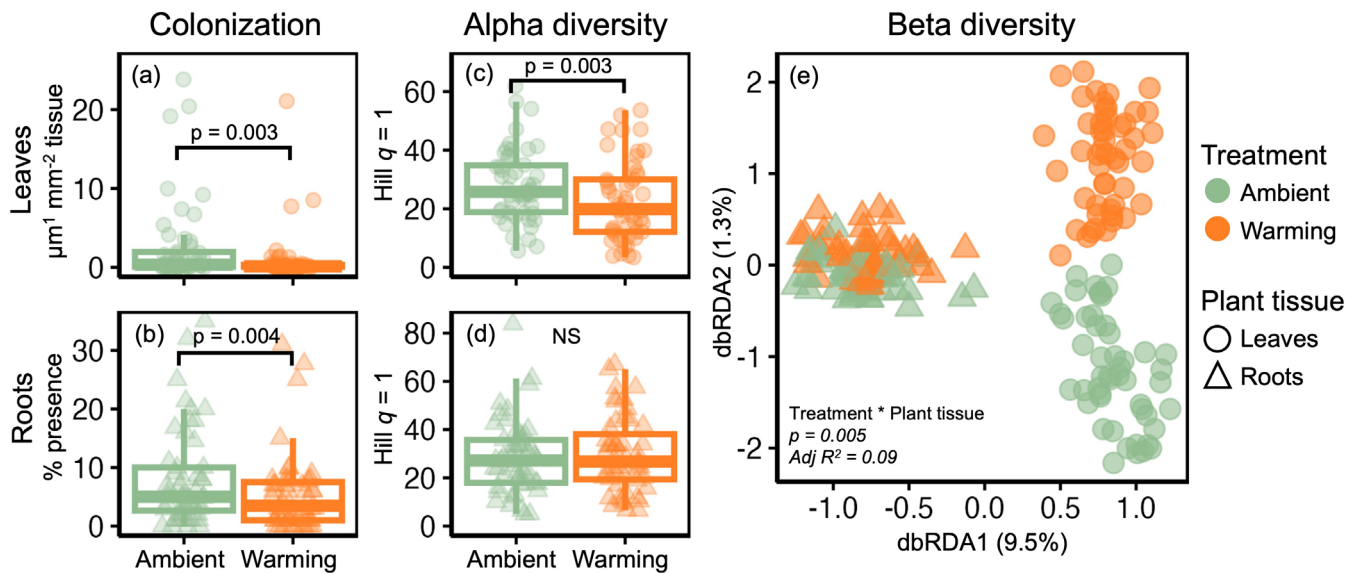 Colonization
Alpha diversity
Beta diversity
Leaves
µm¹ mm⁻² tissue
(a)
20
10
0
p = 0.003
Hill q = 1
(c)
60
40
20
0
p = 0.003
Roots
% presence
(b)
30
20
10
0
p = 0.004
Ambient
Warming
Hill q = 1
(d)
80
60
40
20
0
NS
Ambient
Warming
(e)
dbRDA2 (1.3%)
2
1
0
-1
-2
Treatment * Plant tissue
p = 0.005
Adj R² = 0.09
-1.0
-0.5
0.0
0.5
1.0
dbRDA1 (9.5%)
Treatment
Ambient
Warming
Plant tissue
Leaves
Roots